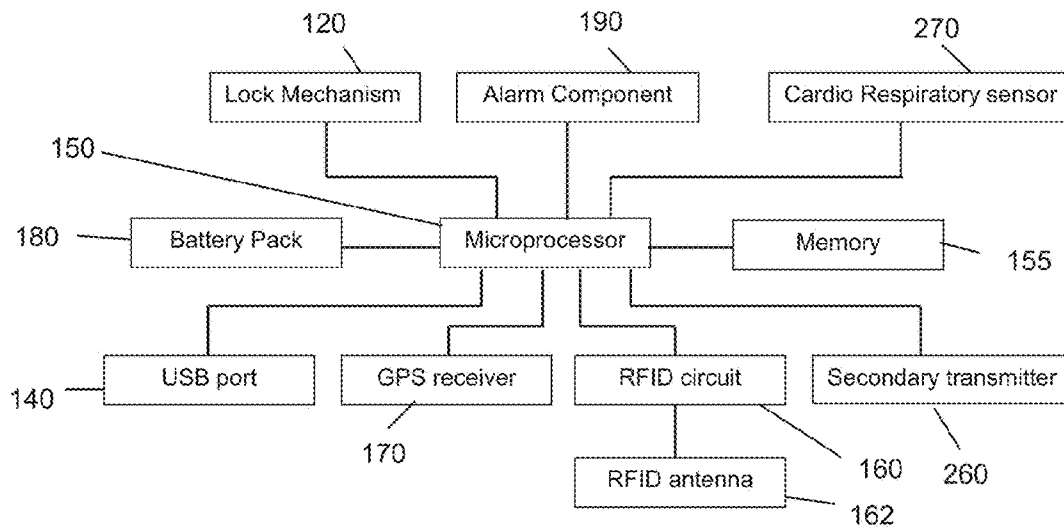 120
190
270
Lock Mechanism
Alarm Component
Cardio Respiratory sensor
150
180
Battery Pack
Microprocessor
Memory
155
USB port
GPS receiver
RFID circuit
Secondary transmitter
140
170
160
260
RFID antenna
162